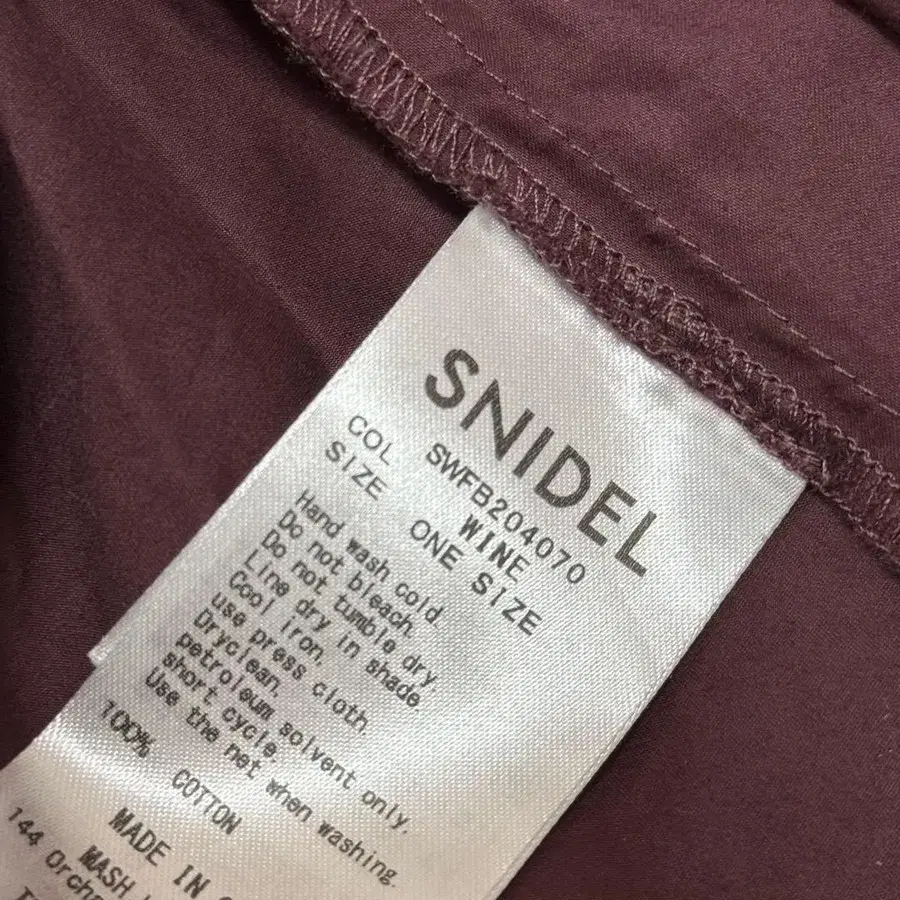 SNIDEL
SWFB204070
COL WINE
SIZE ONE SIZE
Hand wash cold.
Do not bleach.
Do not tumble dry.
Line dry in shade.
Cool iron.
use press cloth.
Dryclean.
petroleum solvent only.
short cycle.
Use the net when washing.
100% COTTON
MADE IN
MASH
144